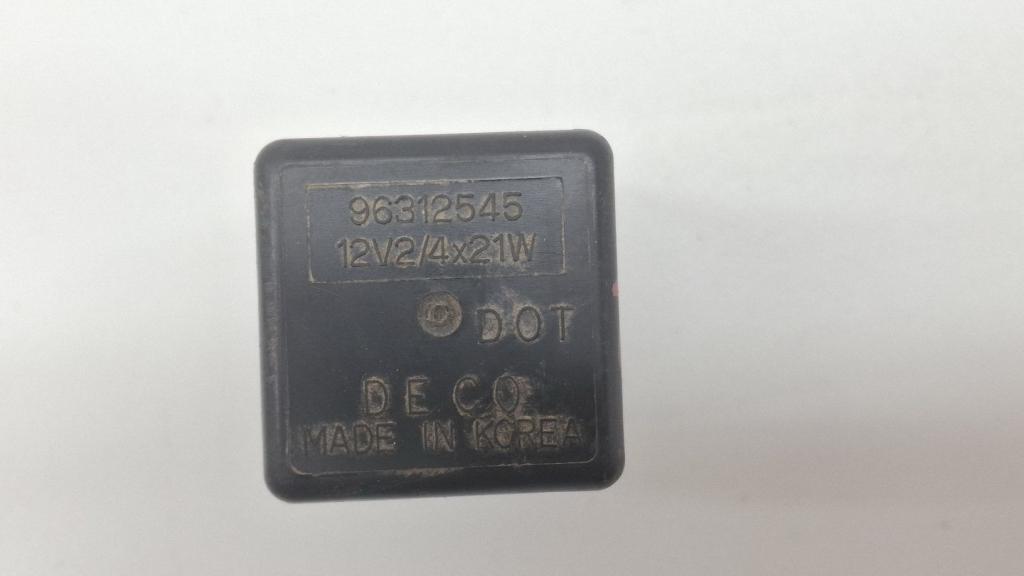 96312545
12V2/4x21W
DOT
DECO
MADE IN KOREA